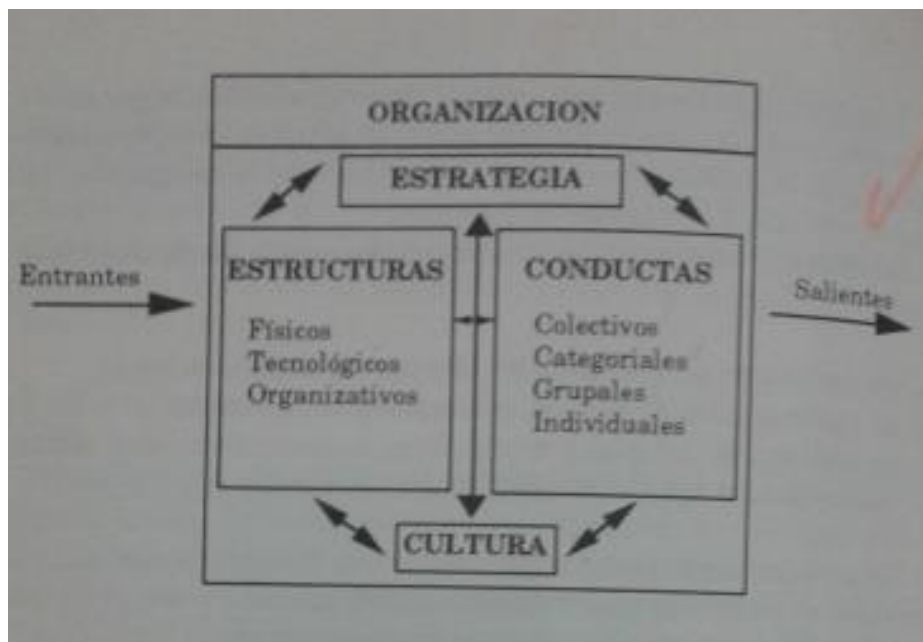 ORGANIZACION
ESTRATEGIA
ESTRUCTURAS
Físicos
Tecnológicos
Organizativos
CONDUCTAS
Colectivos
Categoriales
Grupales
Individuales
Entrantes
Salientes
CULTURA